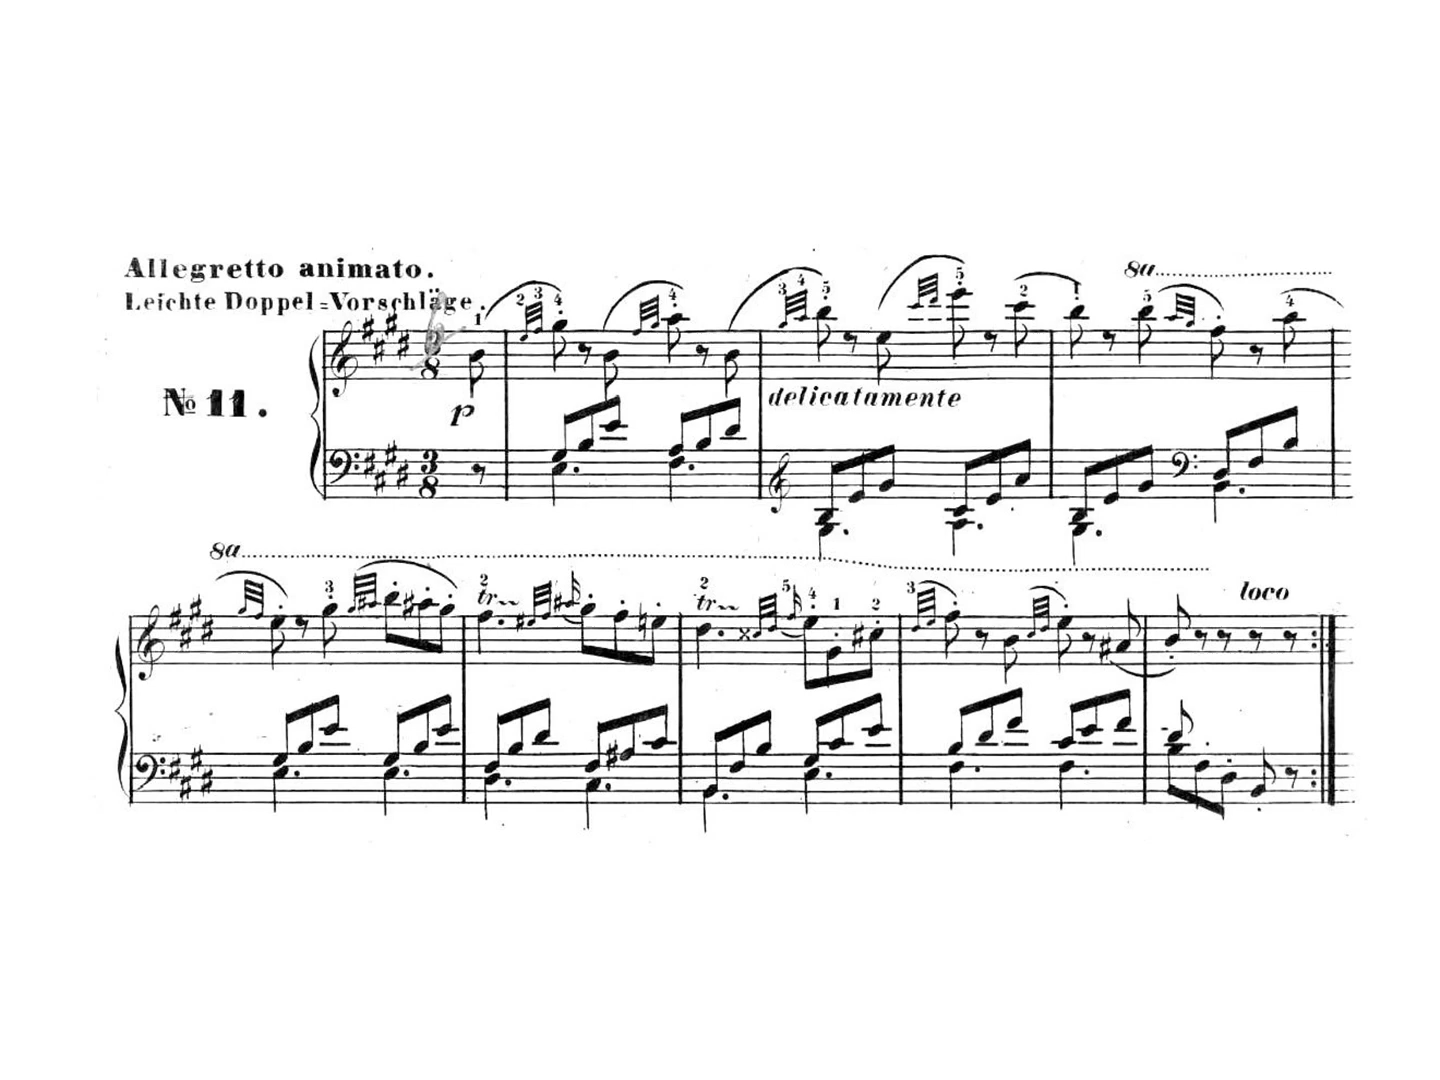 Allegretto animato.
Leichte Doppel=Vorschläge.
8a
No 11.
p
delicatamente
8a
loco
tr
tr